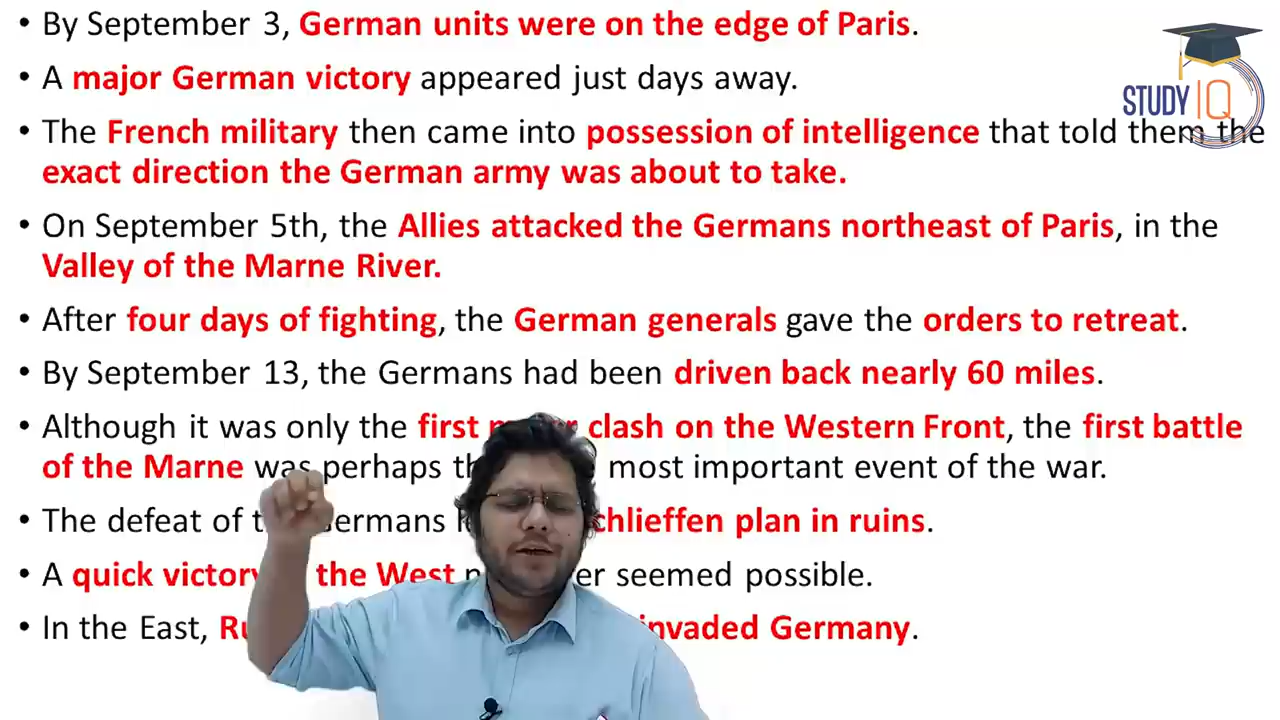 • By September 3, German units were on the edge of Paris.
• A major German victory appeared just days away.
STUDY IQ
• The French military then came into possession of intelligence that told them the
exact direction the German army was about to take.
• On September 5th, the Allies attacked the Germans northeast of Paris, in the
Valley of the Marne River.
• After four days of fighting, the German generals gave the orders to retreat.
• By September 13, the Germans had been driven back nearly 60 miles.
• Although it was only the first clash on the Western Front, the first battle
of the Marne was perhaps most important event of the war.
• The defeat of plan in ruins.
• A quick victory the West seemed possible.
• In the East, invaded Germany.